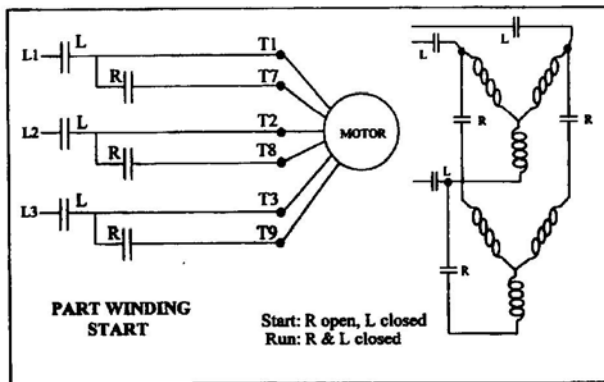 L1
L
T1
R
T7
L2
L
T2
R
T8
L3
L
T3
R
T9
MOTOR
PART WINDING
START
Start: R open, L closed
Run: R & L closed
L
L
R
R
L
R